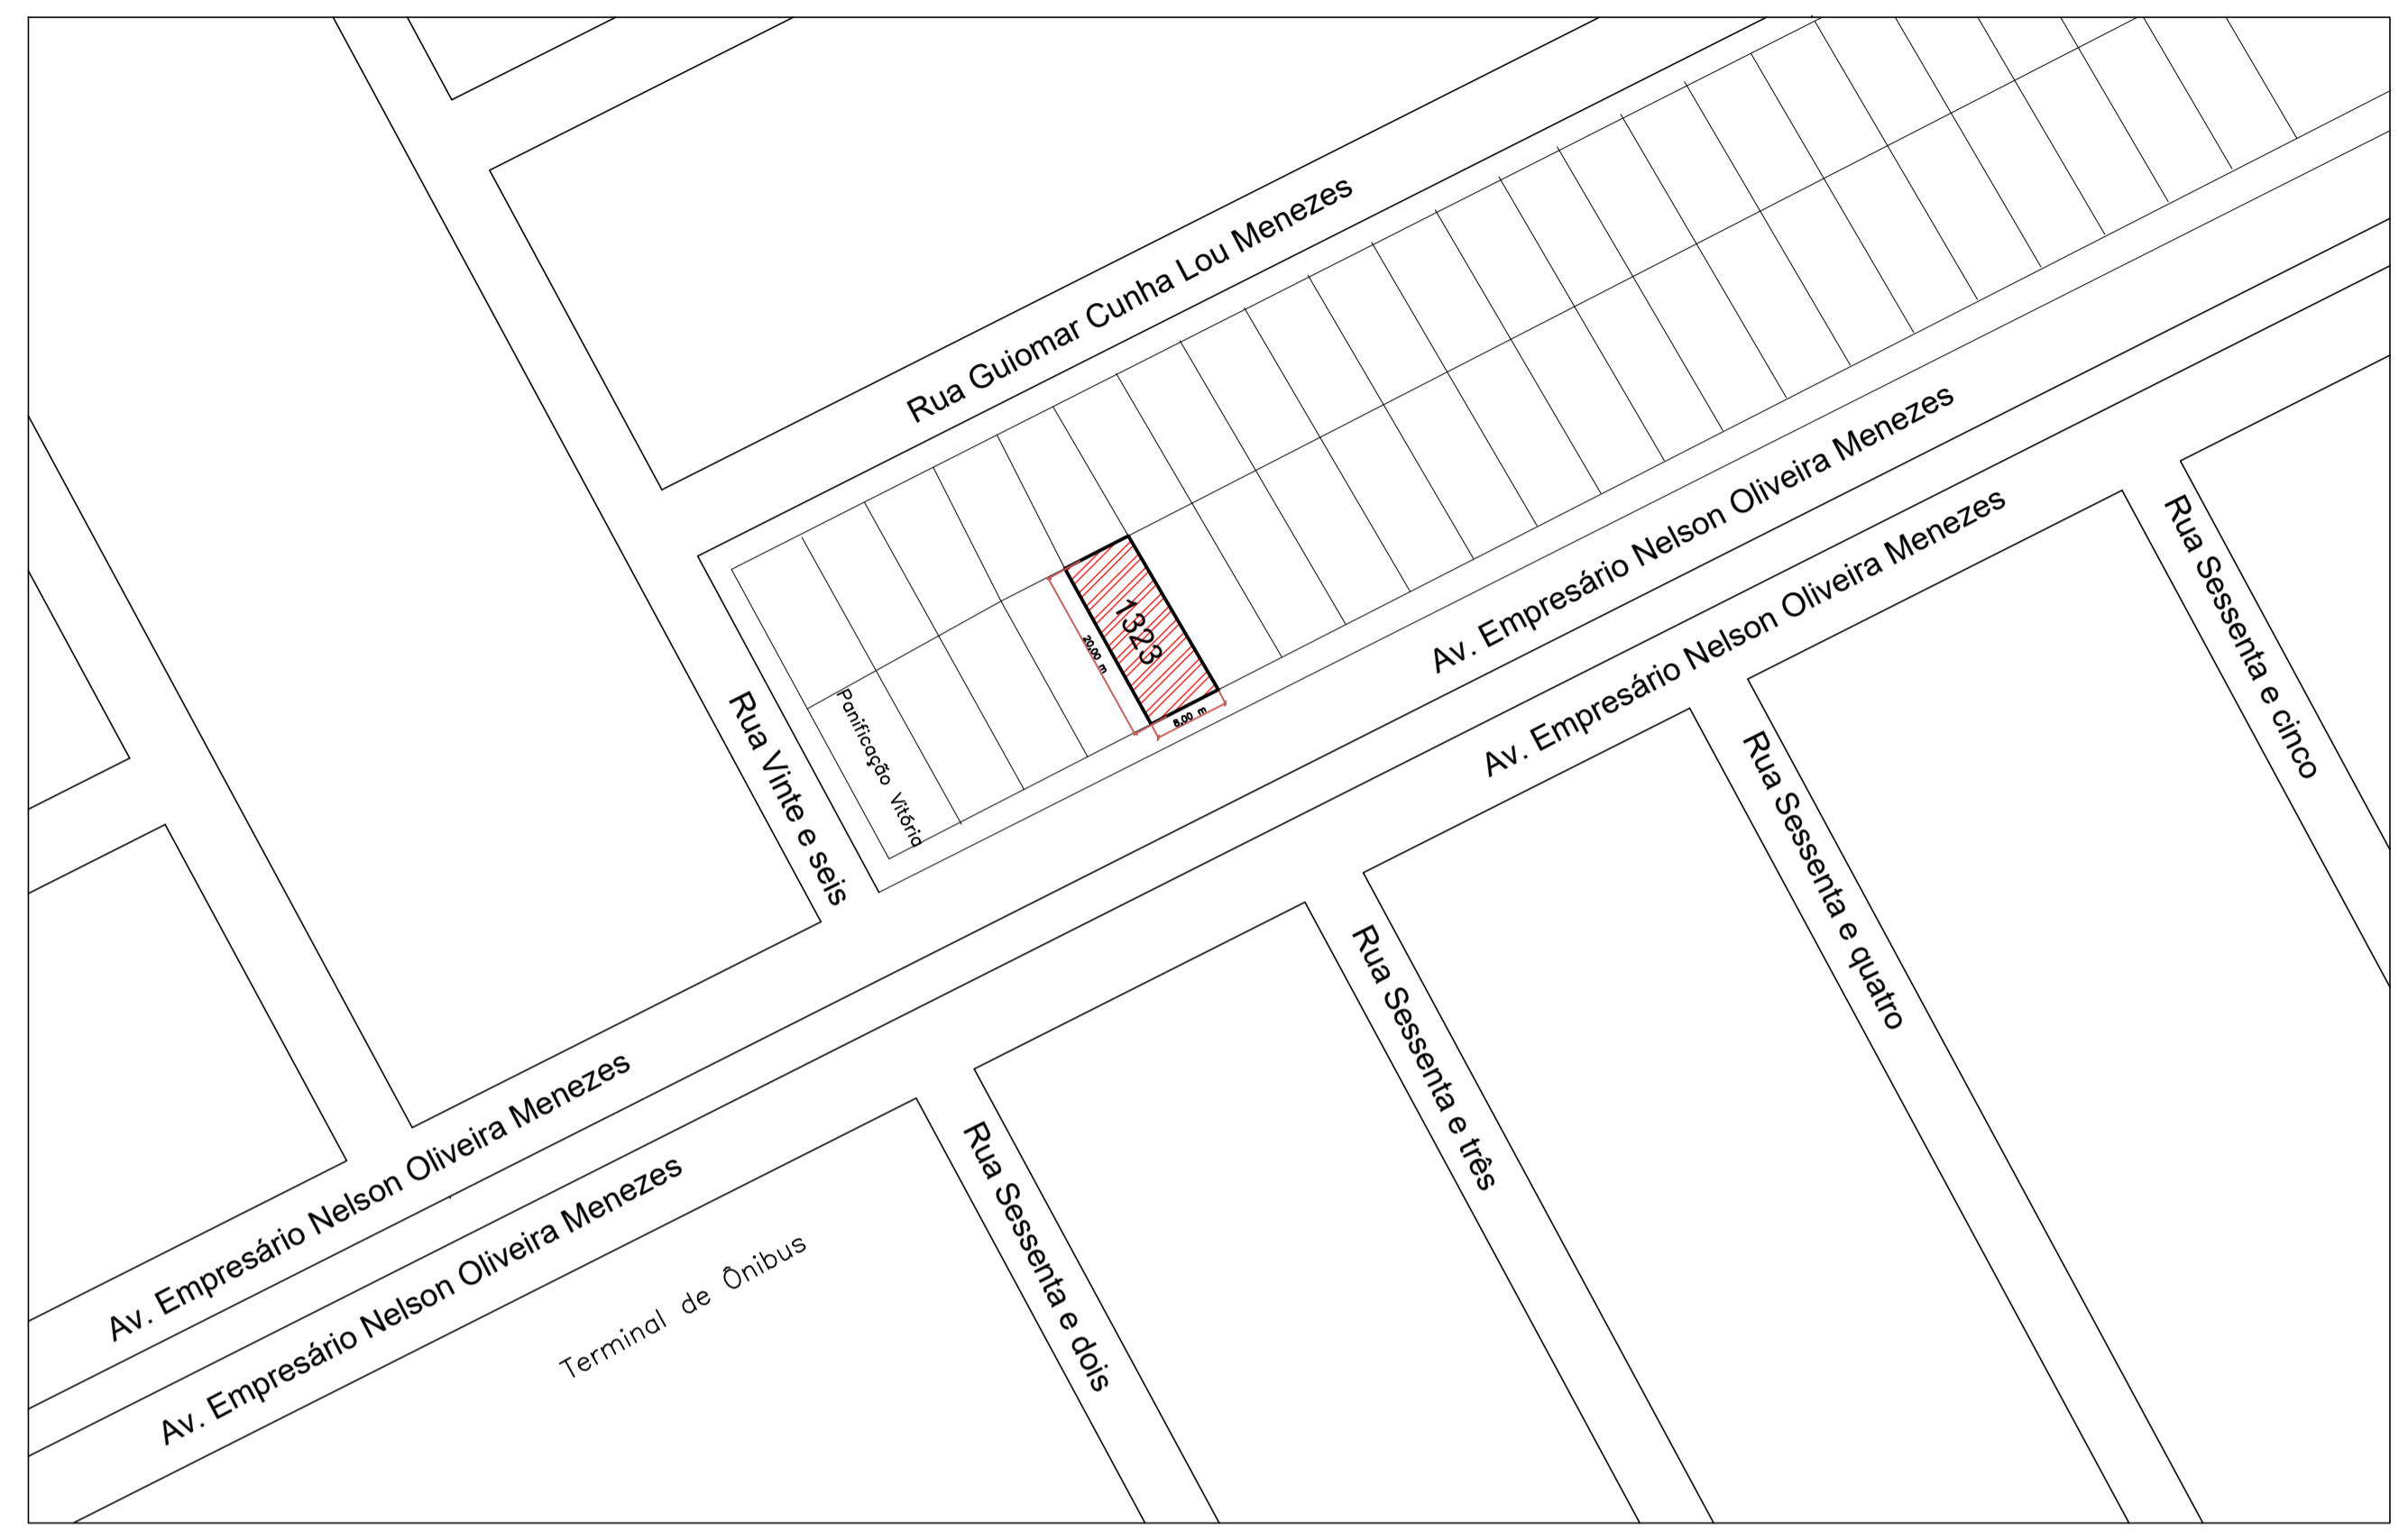 Rua Guiomar Cunha Lou Menezes
Av. Empresário Nelson Oliveira Menezes
Av. Empresário Nelson Oliveira Menezes
Rua Sessenta e cinco
1323
20,00 m
8,00 m
Panificação Vitória
Rua Vinte e seis
Rua Sessenta e quatro
Rua Sessenta e três
Av. Empresário Nelson Oliveira Menezes
Av. Empresário Nelson Oliveira Menezes
Rua Sessenta e dois
Terminal de Ônibus